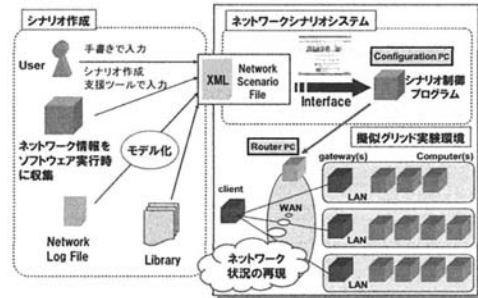 シナリオ作成
User
手書きで入力
シナリオ作成
支援ツールで入力
ネットワーク情報を
ソフトウェア実行時
に収集
モデル化
Network
Log File
Library
XML
Network
Scenario
File
ネットワークシナリオシステム
Interface
Configuration PC
シナリオ制御
プログラム
Router PC
擬似グリッド実験環境
gateway(s)
Computer(s)
client
WAN
LAN
LAN
LAN
ネットワーク
状況の再現